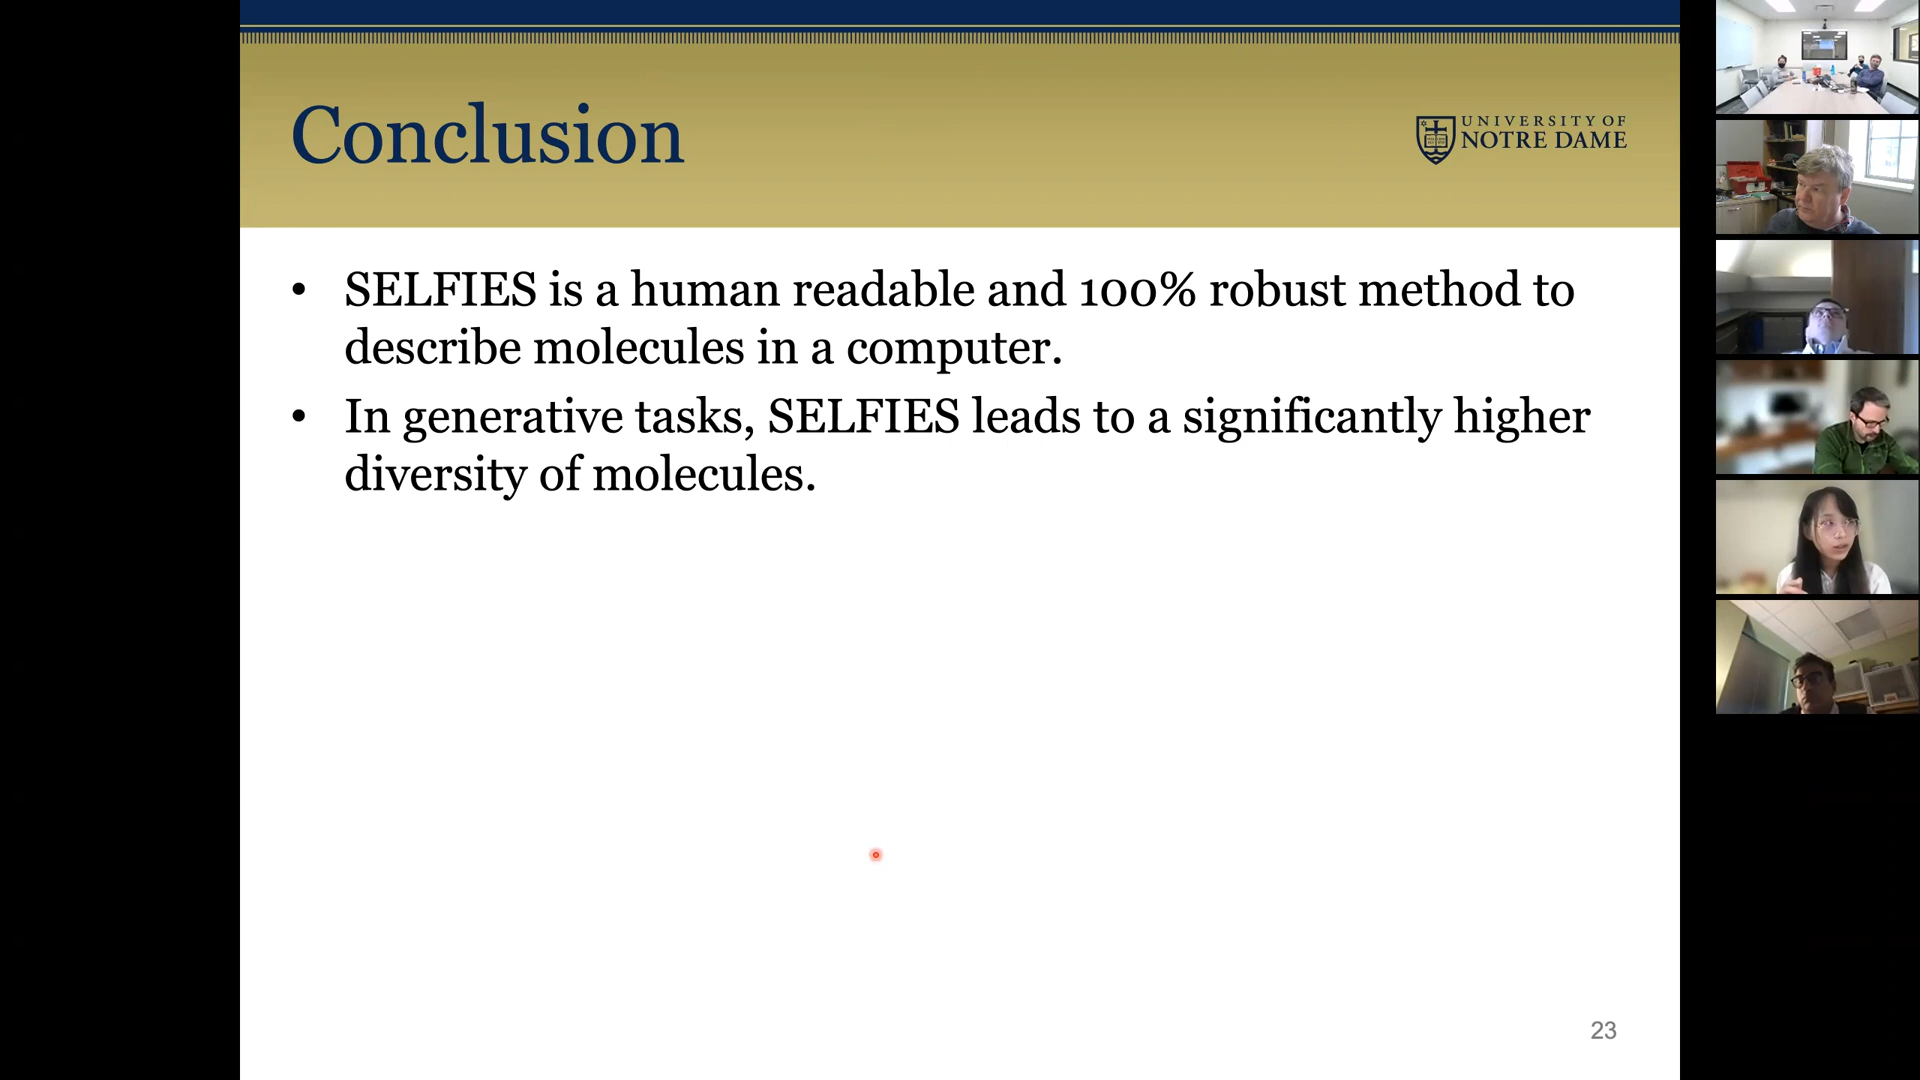 Conclusion
UNIVERSITY OF
NOTRE DAME
• SELFIES is a human readable and 100% robust method to
describe molecules in a computer.
• In generative tasks, SELFIES leads to a significantly higher
diversity of molecules.
23